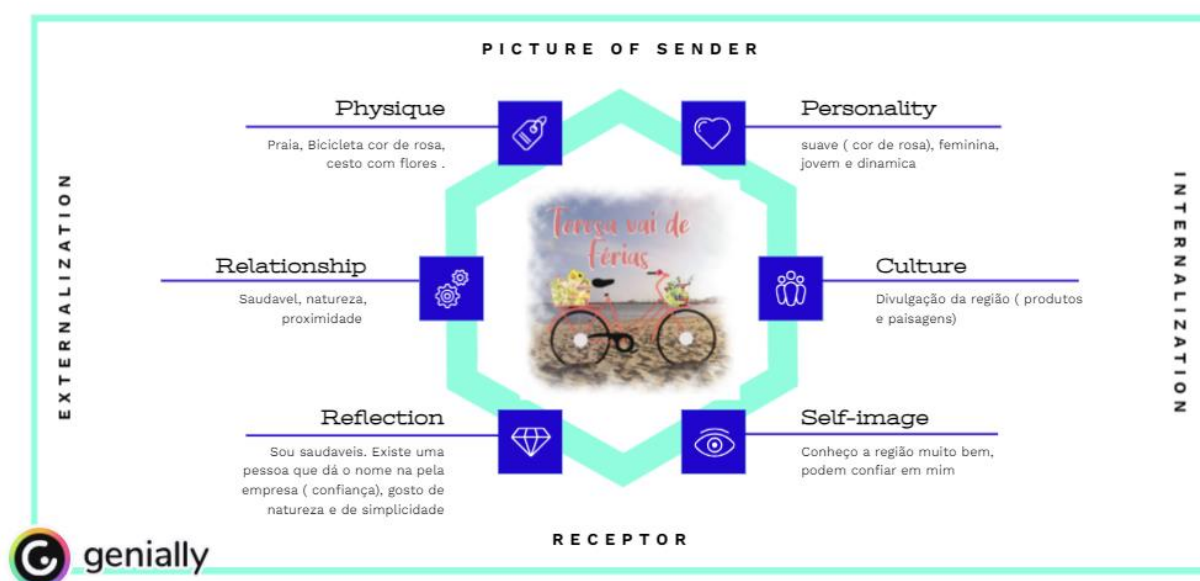 PICTURE OF SENDER
Physique
Praia, Bicicleta cor de rosa,
cesto com flores .
Personality
suave ( cor de rosa), feminina,
jovem e dinamica
EXTERNALIZATION
INTERNALIZATION
Teresa vai de
Férias
Relationship
Saudavel, natureza,
proximidade
Culture
Divulgação da região ( produtos
e paisagens)
Reflection
Sou saudaveis. Existe uma
pessoa que dá o nome na pela
empresa ( confiança), gosto de
natureza e de simplicidade
Self-image
Conheço a região muito bem,
podem confiar em mim
RECEPTOR
genially